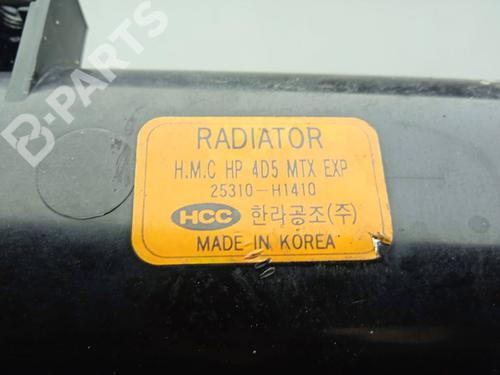 B-PARTS
RADIATOR
H.M.C HP 4D5 MTX EXP
25310-H1410
HCC 한라공조(주)
MADE IN KOREA